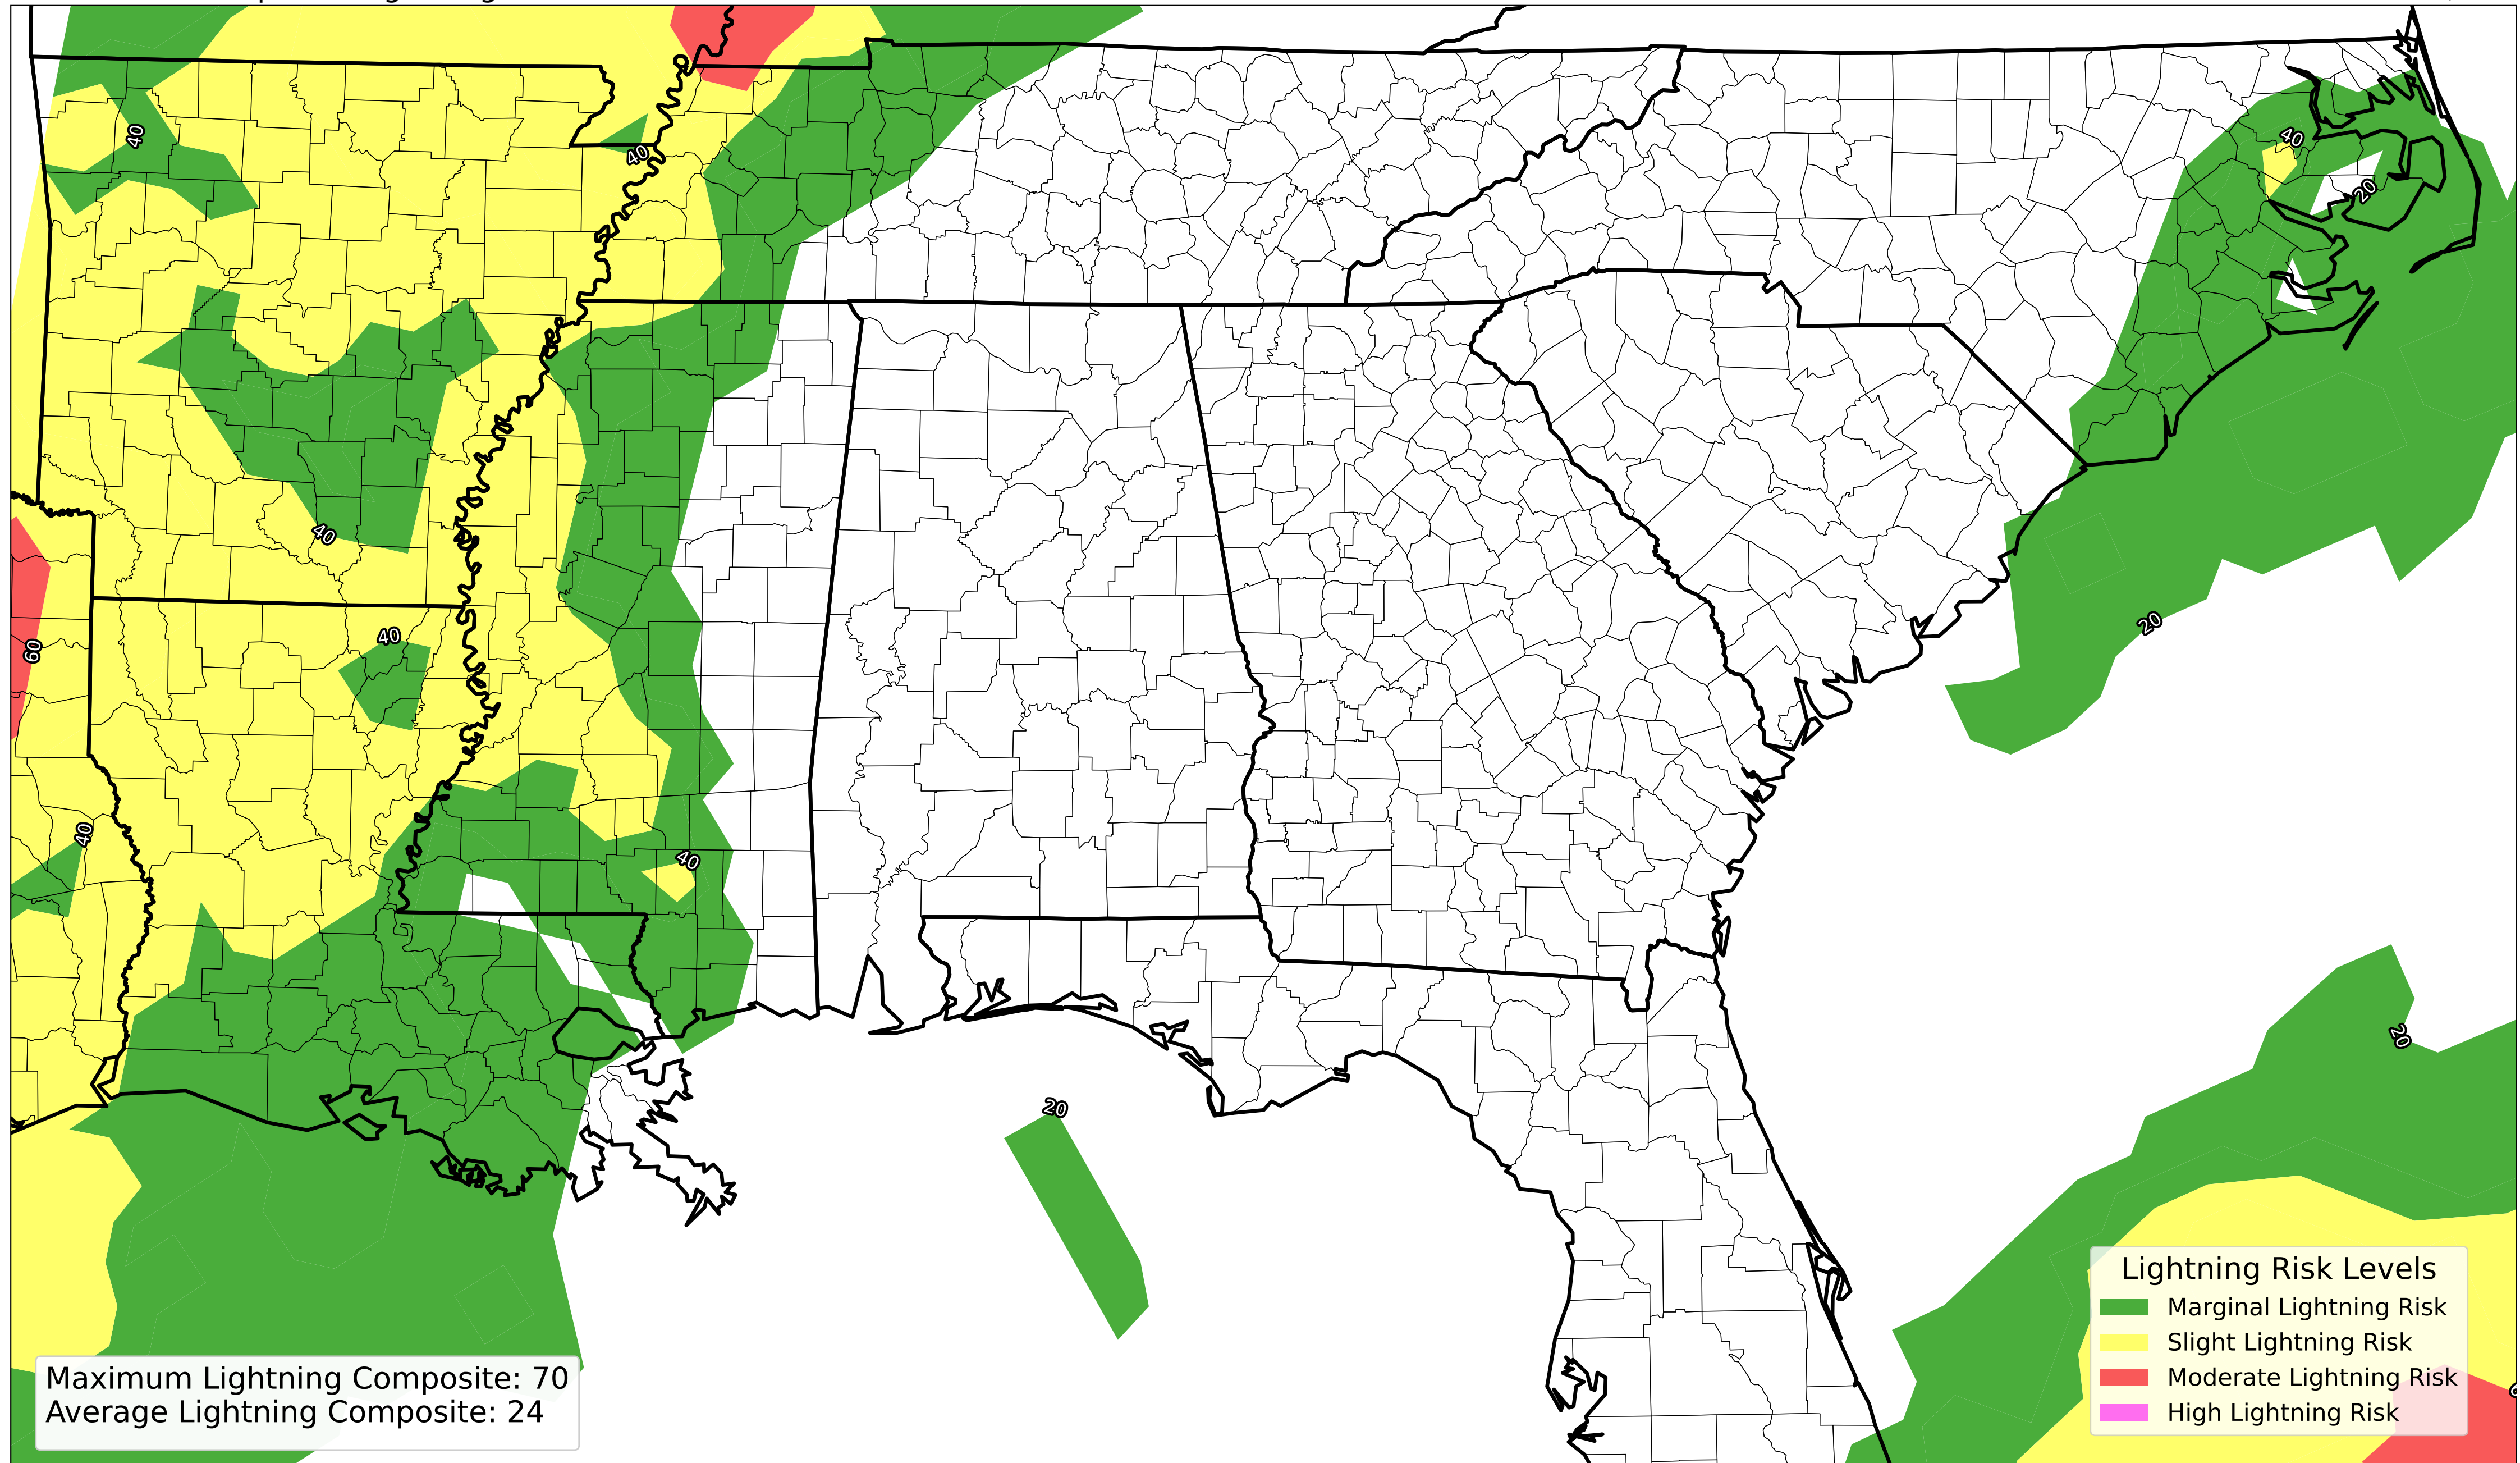 40
40
40
20
40
20
60
40
40
40
20
20
20
Lightning Risk Levels
Marginal Lightning Risk
Slight Lightning Risk
Moderate Lightning Risk
High Lightning Risk
Maximum Lightning Composite: 70
Average Lightning Composite: 24